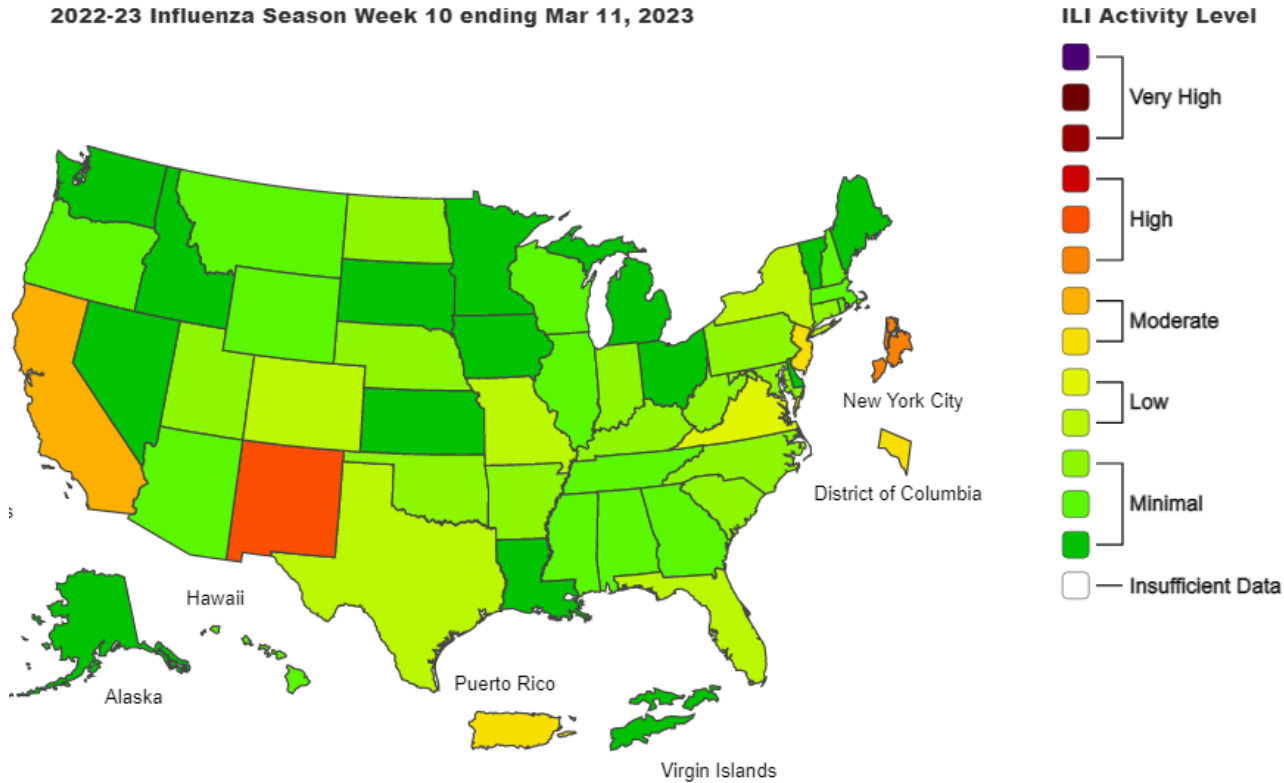 2022-23 Influenza Season Week 10 ending Mar 11, 2023
ILI Activity Level
Very High
High
Moderate
Low
Minimal
Insufficient Data
New York City
District of Columbia
s
Hawaii
Alaska
Puerto Rico
Virgin Islands